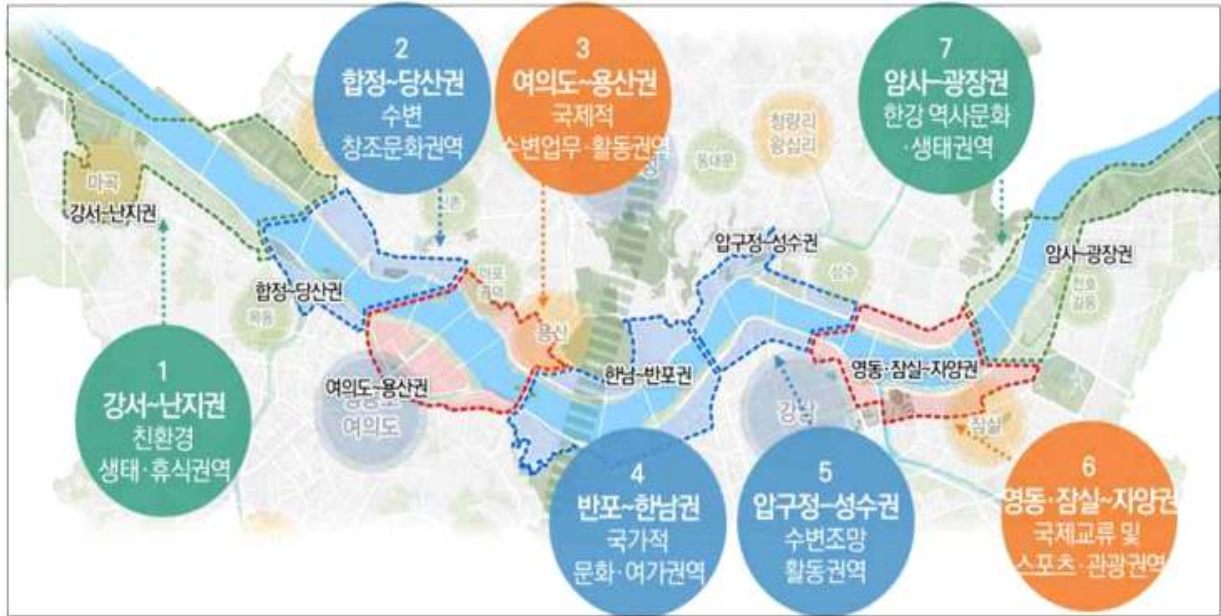 1
강서~난지권
친환경
생태·휴식권역
2
합정~당산권
수변
창조문화권역
3
여의도~용산권
국제적
수변업무·활동권역
4
반포~한남권
국가적
문화·여가권역
5
압구정~성수권
수변조망
활동권역
6
영동·잠실~자양권
국제교류 및
스포츠·관광권역
7
암사~광장권
한강 역사문화
·생태권역
마곡
강서~난지권
합정~당산권
목동
신촌
마포
공덕
용산
여의도~용산권
여의도
한남~반포권
동대문
청량리
왕십리
압구정~성수권
성수
강남
영동·잠실~자양권
잠실
암사~광장권
천호
길동